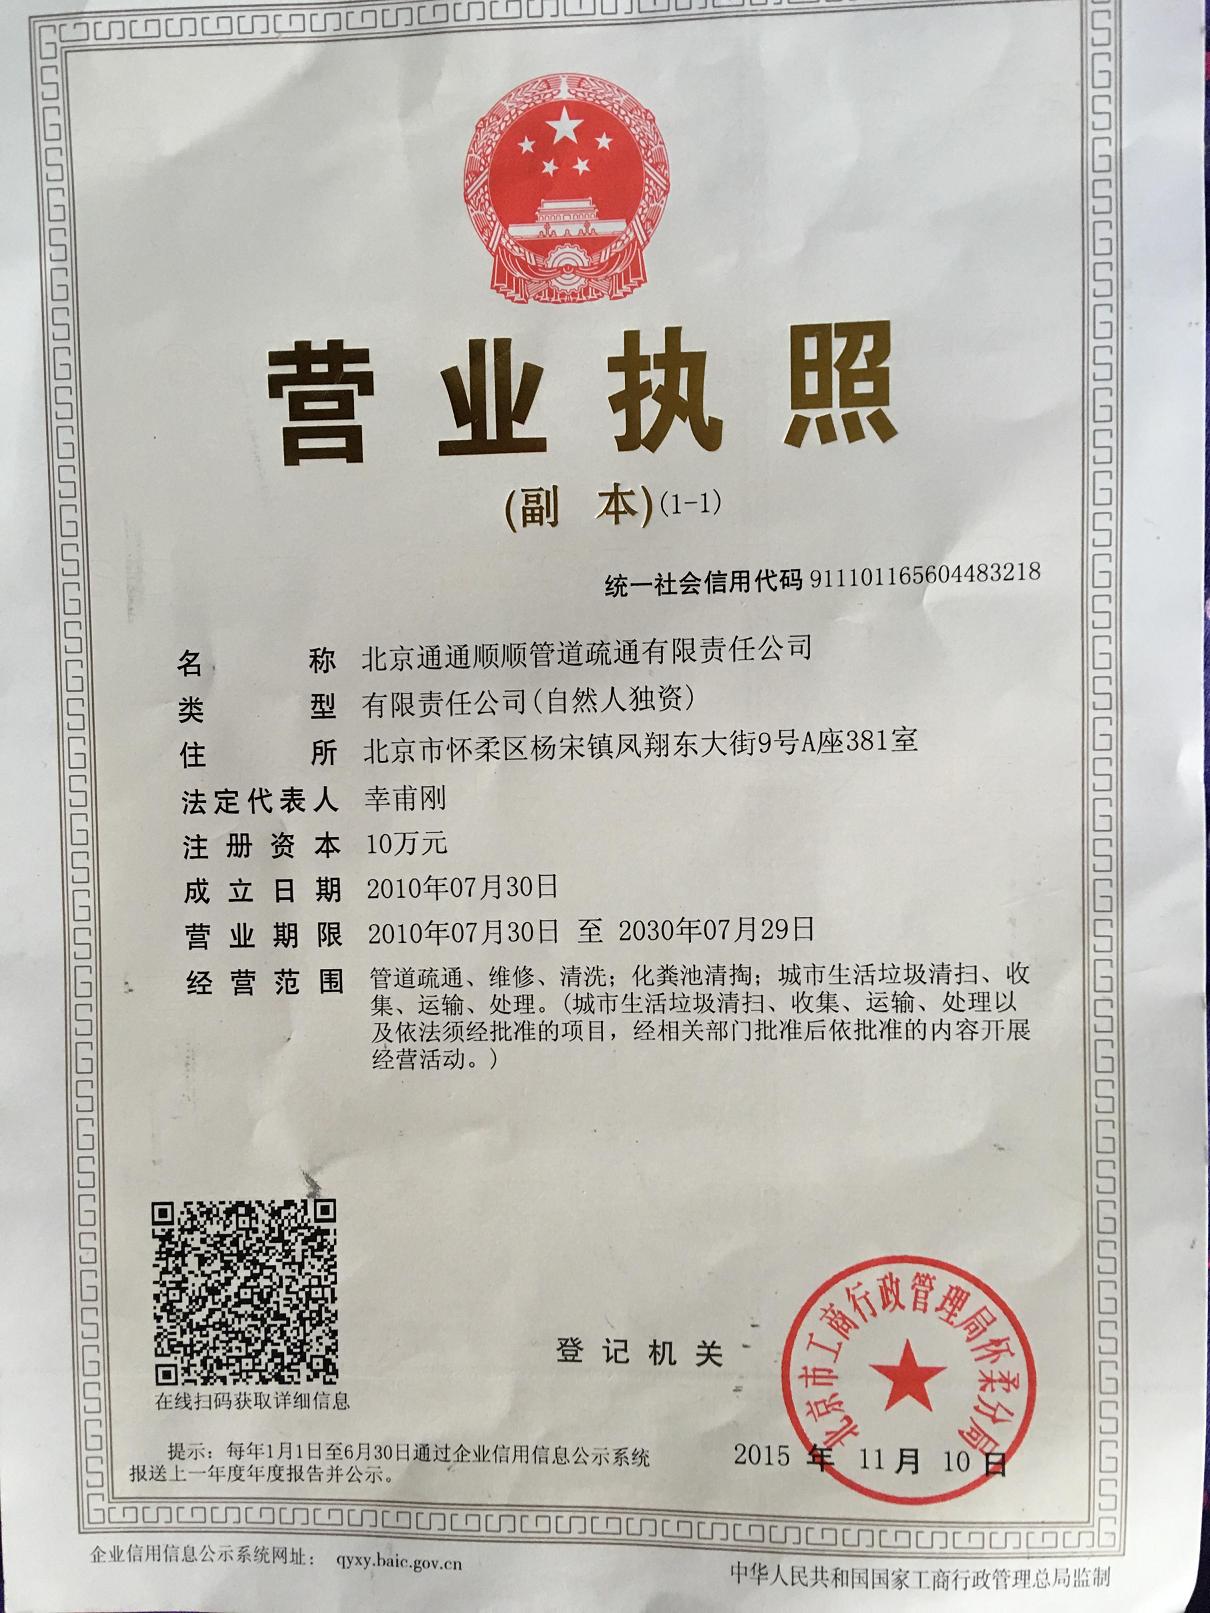 营业执照
(副 本)(1-1)
统一社会信用代码 911101165604483218
名 称 北京通通顺顺管道疏通有限责任公司
类 型 有限责任公司(自然人独资)
住 所 北京市怀柔区杨宋镇凤翔东大街9号A座381室
法定代表人 幸甫刚
注册资本 10万元
成立日期 2010年07月30日
营业期限 2010年07月30日 至 2030年07月29日
经营范围 管道疏通、维修、清洗；化粪池清掏；城市生活垃圾清扫、收
集、运输、处理。(城市生活垃圾清扫、收集、运输、处理以
及依法须经批准的项目，经相关部门批准后依批准的内容开展
经营活动。)
在线扫码获取详细信息
登记机关
北京市工商行政管理局怀柔分局
2015 年 11 月 10 日
提示：每年1月1日至6月30日通过企业信用信息公示系统
报送上一年度年度报告并公示。
企业信用信息公示系统网址： qyxy.baic.gov.cn
中华人民共和国国家工商行政管理总局监制